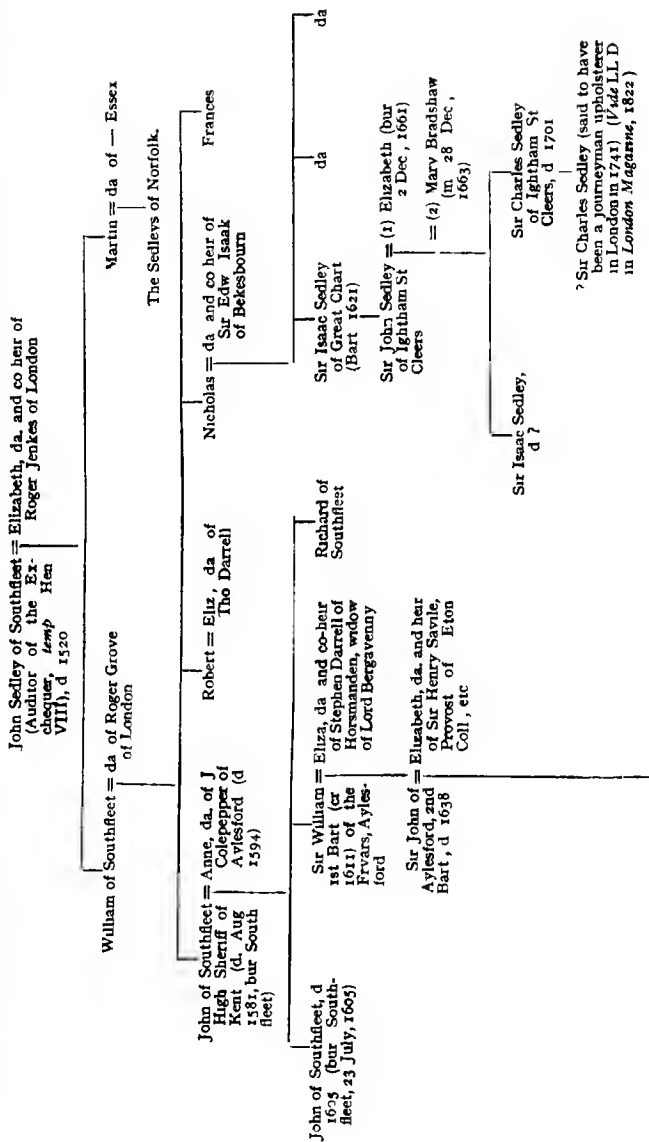 John Sedley of Southfleet = Elizabeth, da. and co heir of
(Auditor of the Ex-
Roger Jenkes of London
chequer, temp Hen
VIII), d 1520
William of Southfleet = da of Roger Grove
of London
Martin = da of — Essex
The Sedleys of Norfolk.
John of Southfleet = Anne, da. of J
High Sheriff of
Colepepper of
Kent (d. Aug
Aylesford (d
1581, bur South
1594)
fleet)
Robert = Eliz, da of
Tho Darrell
Nicholas = da and co heir of
Sir Edw Isaak
of Bekesbourn
Frances
John of Southfleet, d
1605 (bur South-
fleet, 23 July, 1605)
Sir William = Eliza, da and co-heir
1st Bart (cr
of Stephen Darrell of
1611) of the
Horsmanden, widow
Fryars, Ayles-
of Lord Bergavenny
ford
Richard of
Southfleet
Sir Isaac Sedley
of Great Chart
(Bart 1621)
da
da
Sir John of = Elizabeth, da. and heir
Aylesford, 2nd
of Sir Henry Savile,
Bart, d 1638
Provost of Eton
Coll, etc
Sir John Sedley = (1) Elizabeth (bur
of Ightham St
2 Dec, 1661)
Cleers
= (2) Mary Bradshaw
(m 28 Dec,
1663)
Sir Isaac Sedley,
d ?
Sir Charles Sedley
of Ightham St
Cleers, d 1701
? Sir Charles Sedley (said to have
been a journeyman upholsterer
in London in 1741) (Vide LL D
in London Magazine, 1822)